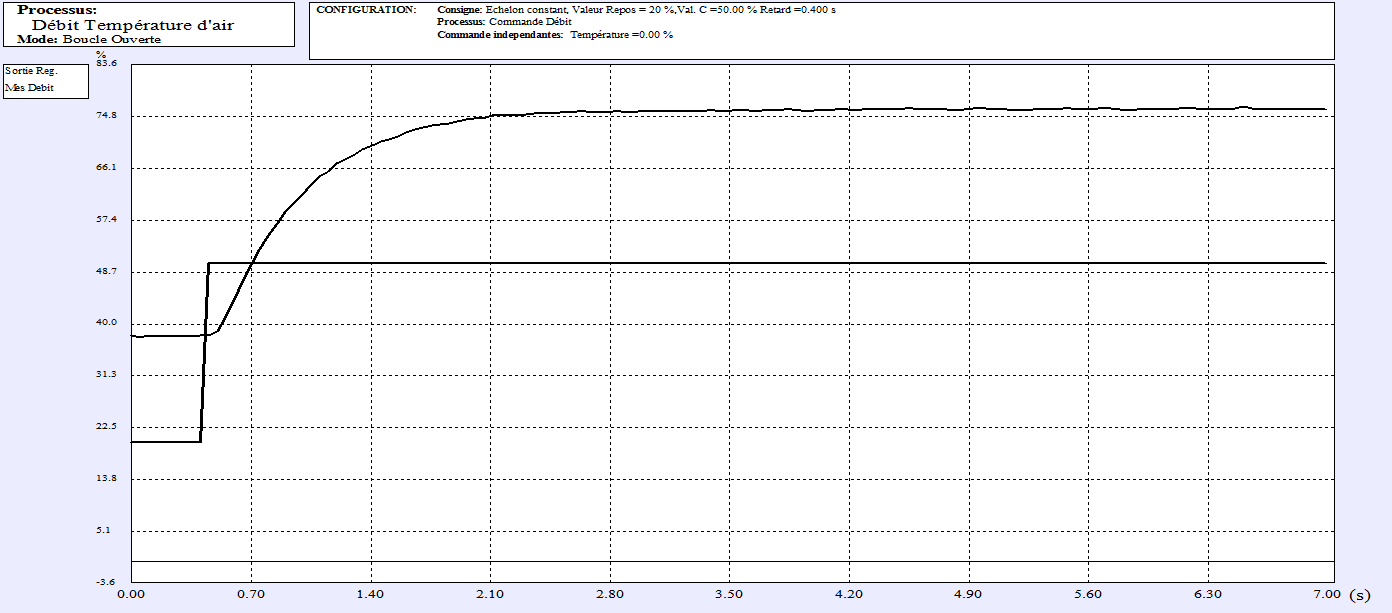 Processus:
Débit Température d'air
Mode: Boucle Ouverte
CONFIGURATION: Consigne: Echelon constant, Valeur Repos = 20 %,Val. C =50.00 % Retard =0.400 s
Processus: Commande Débit
Commande independantes: Température =0.00 %
Sortie Reg.
Mes Debit
%
83.6
74.8
66.1
57.4
48.7
40.0
31.3
22.5
13.8
5.1
-3.6
0.00 0.70 1.40 2.10 2.80 3.50 4.20 4.90 5.60 6.30 7.00 (s)